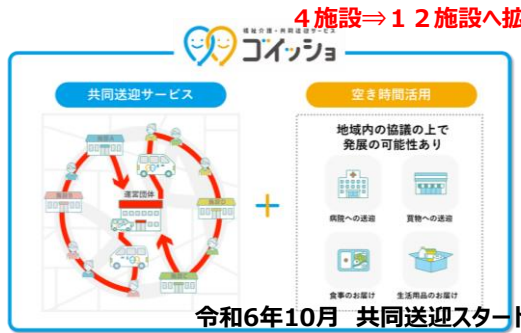 ４施設⇒１２施設へ拡
福祉介護・共同送迎サービス
ゴイッショ
共同送迎サービス
空き時間活用
地域内の協議の上で
発展の可能性あり
運営団体
病院への送迎
買物への送迎
食事のお届け
生活用品のお届け
令和6年10月 共同送迎スタート